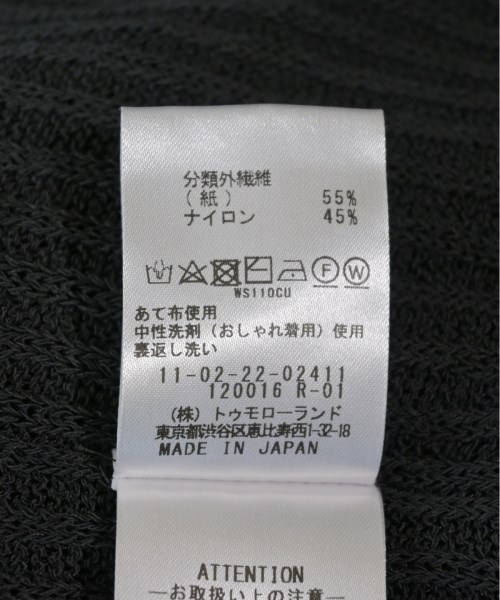 分類外繊維
(紙) 55%
ナイロン 45%
F W
WS110CU
あて布使用
中性洗剤(おしゃれ着用)使用
裏返し洗い
11-02-22-02411
120016 R-01
(株)トゥモローランド
東京都渋谷区恵比寿西1-32-18
MADE IN JAPAN
ATTENTION
―お取扱い上の注意―